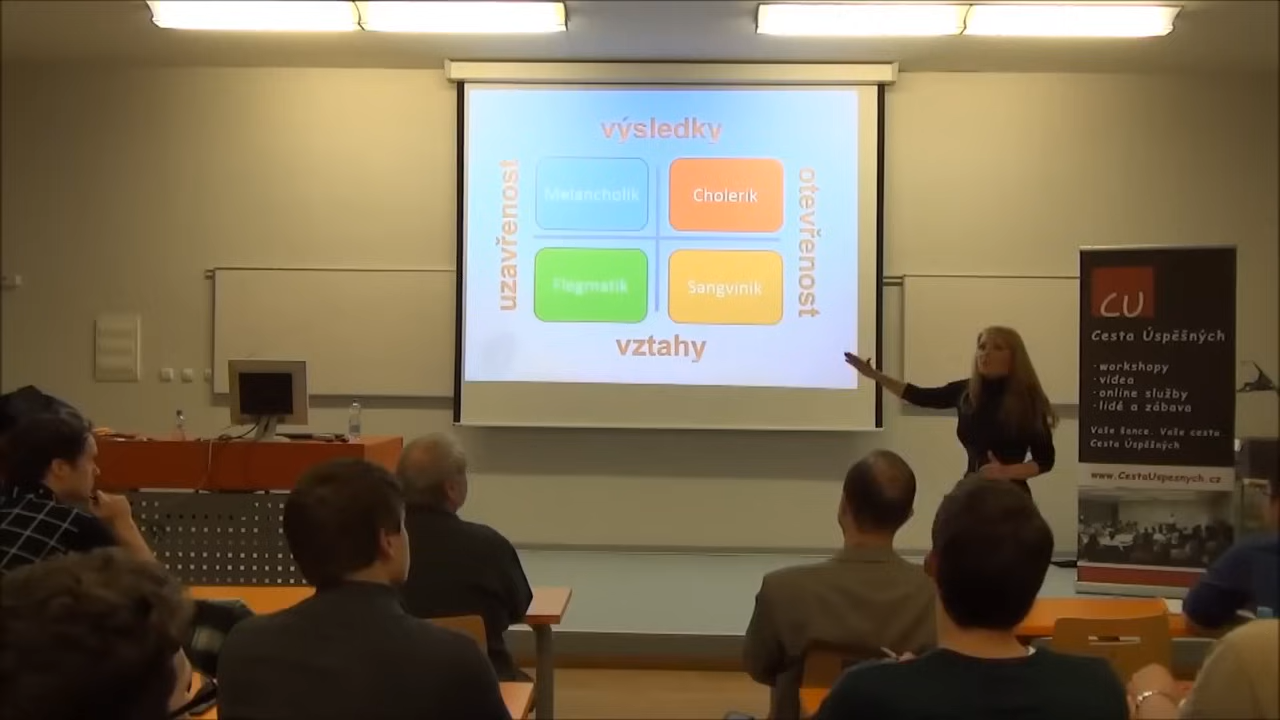 výsledky
uzavřenost
Melancholik
Cholerik
otevřenost
Flegmatik
Sangvinik
vztahy
CU
Cesta Úspěšných
·workshopy
·videa
·online služby
·lidé a zábava
Vaše šance. Vaše cesta
Cesta Úspěšných
www.CestaUspesnych.cz